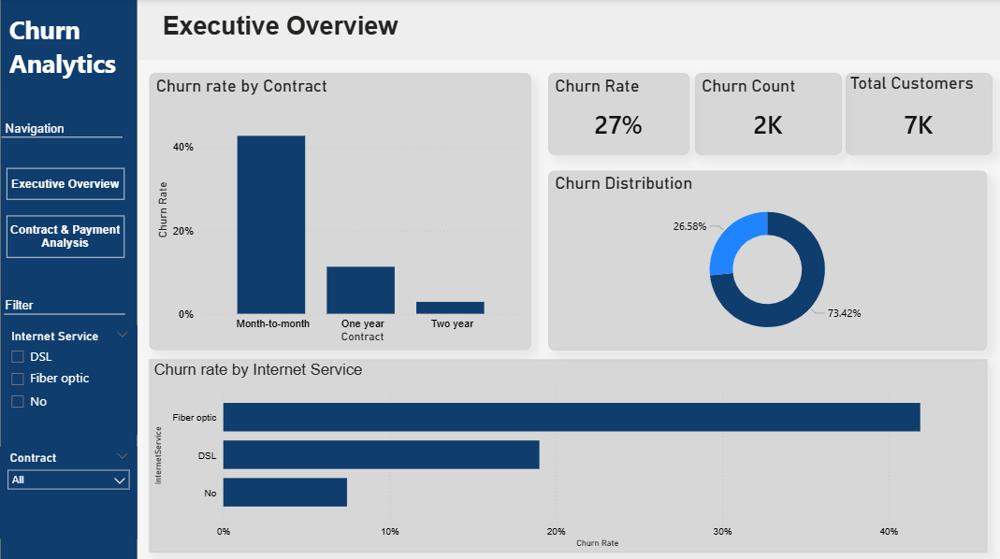 Churn
Analytics
Navigation
Executive Overview
Contract & Payment
Analysis
Filter
Internet Service
DSL
Fiber optic
No
Contract
All
Executive Overview
Churn rate by Contract
Churn Rate
40%
20%
0%
Month-to-month
One year
Two year
Contract
Churn Rate
27%
Churn Count
2K
Total Customers
7K
Churn Distribution
26.58%
73.42%
Churn rate by Internet Service
InternetService
Fiber optic
DSL
No
0%
10%
20%
30%
40%
Churn Rate